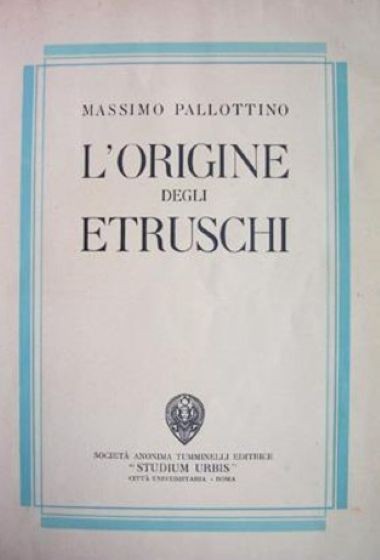 MASSIMO PALLOTTINO
L'ORIGINE
DEGLI
ETRUSCHI
SOCIETÀ ANONIMA TUMMINELLI EDITRICE
"STUDIUM URBIS"
CITTÀ UNIVERSITARIA - ROMA